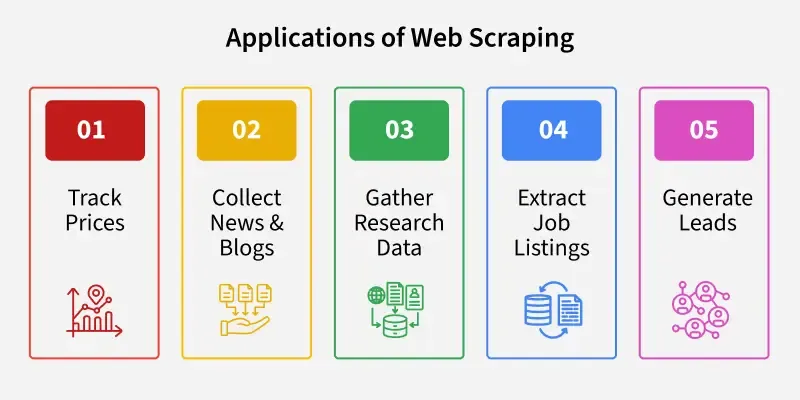 Applications of Web Scraping
01
Track
Prices
02
Collect
News &
Blogs
03
Gather
Research
Data
04
Extract
Job
Listings
05
Generate
Leads